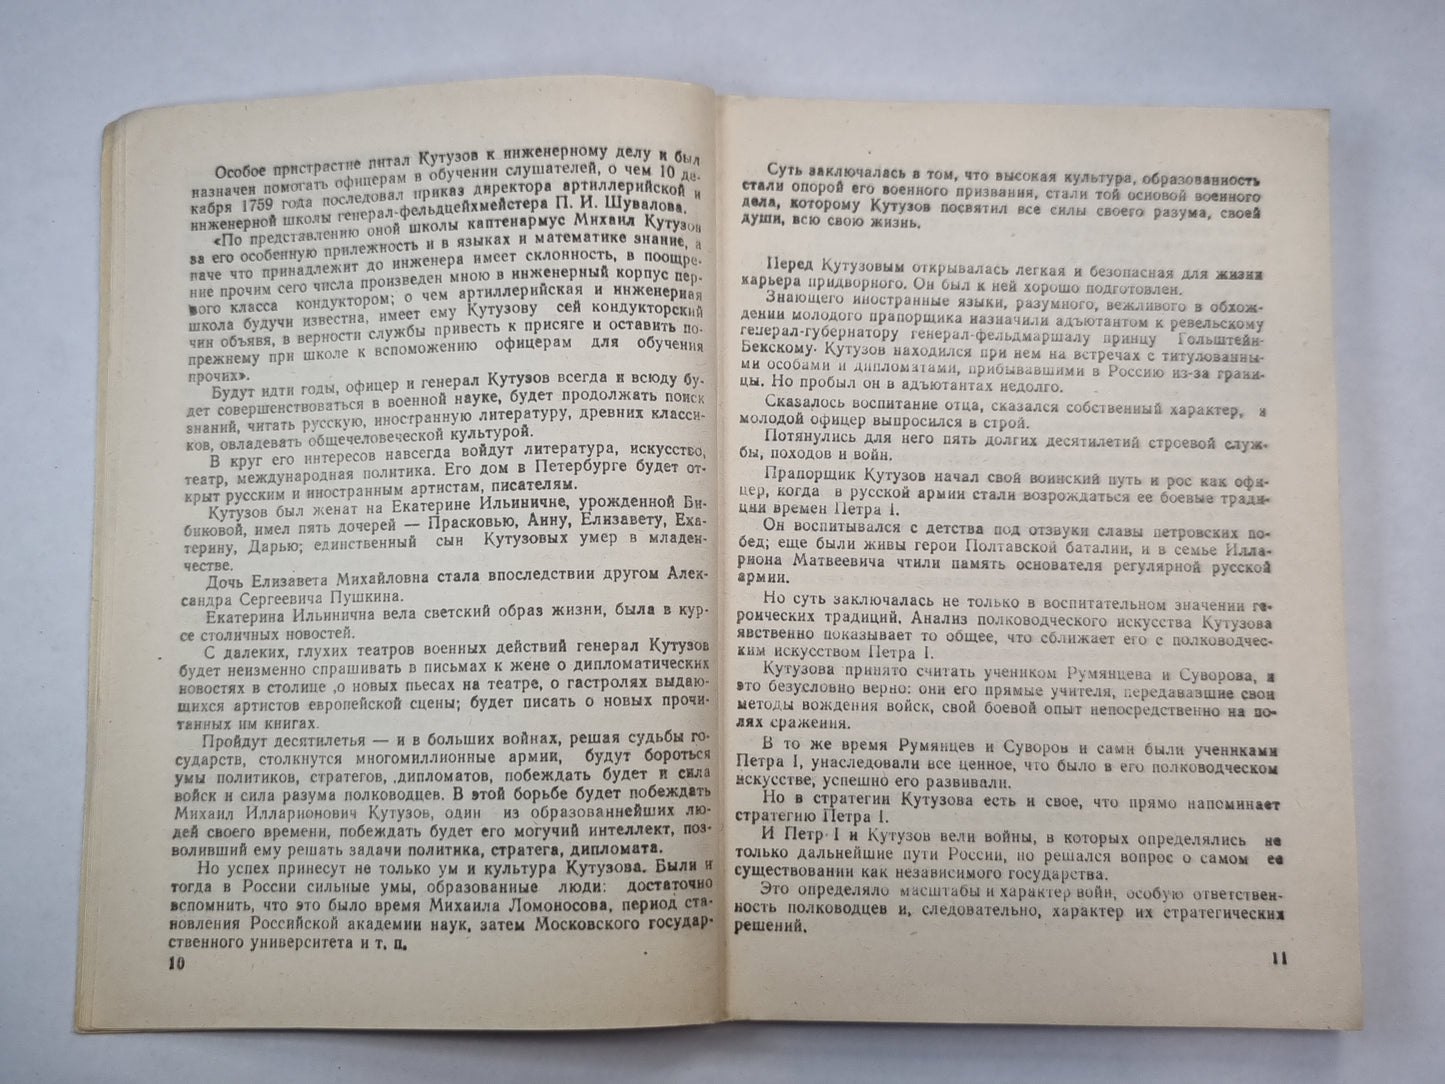 Особое пристрастие питал Кутузов к инженерному делу и был
назначен помогать офицерам в обучении слушателей, о чем 10 де-
кабря 1759 года последовал приказ директора артиллерийской и
инженерной школы генерал-фельдцейхмейстера П. И. Шувалова.
«По представлению оной школы каптенармус Михаил Кутузов
за его особенную прилежность и в языках и математике знание, а
паче что принадлежит до инженера имеет склонность, в поощре-
ние прочим сего числа произведен мною в инженерный корпус пер-
вого класса кондуктором; о чем артиллерийская и инженерная
школа будучи известна, имеет ему Кутузову сей кондукторский
чин объявя, в верности службы привесть к присяге и оставить по-
прежнему при школе к вспоможению офицерам для обучения
прочих».
Будут идти годы, офицер и генерал Кутузов всегда и всюду бу-
дет совершенствоваться в военной науке, будет продолжать поиск
знаний, читать русскую, иностранную литературу, древних класси-
ков, овладевать общечеловеческой культурой.
В круг его интересов навсегда войдут литература, искусство,
театр, международная политика. Его дом в Петербурге будет от-
крыт русским и иностранным артистам, писателям.
Кутузов был женат на Екатерине Ильиничне, урожденной Би-
биковой, имел пять дочерей — Прасковью, Анну, Елизавету, Ека-
терину, Дарью; единственный сын Кутузовых умер в младен-
честве.
Дочь Елизавета Михайловна стала впоследствии другом Алек-
сандра Сергеевича Пушкина.
Екатерина Ильинична вела светский образ жизни, была в кур-
се столичных новостей.
С далеких, глухих театров военных действий генерал Кутузов
будет неизменно спрашивать в письмах к жене о дипломатических
новостях в столице ,о новых пьесах на театре, о гастролях выдаю-
щихся артистов европейской сцены; будет писать о новых прочи-
танных им книгах.
Пройдут десятилетья — и в больших войнах, решая судьбы го-
сударств, столкнутся многомиллионные армии, будут бороться
умы политиков, стратегов, .дипломатов, побеждать будет и сила
войск и сила разума полководцев. В этой борьбе будет побеждать
Михаил Илларионович Кутузов, один из образованнейших лю-
дей своего времени, побеждать будет его могучий интеллект, поз-
воливший ему решать задачи политика, стратега, дипломата.
Но успех принесут не только ум и культура Кутузова. Были и
тогда в России сильные умы, образованные люди: достаточно
вспомнить, что это было время Михаила Ломоносова, период ста-
новления Российской академии наук, затем Московского государ-
ственного университета и т. п.
10
Суть заключалась в том, что высокая культура, образованность
стали опорой его военного призвания, стали той основой военного
дела, которому Кутузов посвятил все силы своего разума, своей
души, всю свою жизнь.
Перед Кутузовым открывалась легкая и безопасная для жизни
карьера придворного. Он был к ней хорошо подготовлен.
Знающего иностранные языки, разумного, вежливого в обхож-
дении молодого прапорщика назначили адъютантом к ревельскому
генерал-губернатору генерал-фельдмаршалу принцу Гольштейн-
Бекскому. Кутузов находился при нем на встречах с титулованны-
ми особами и дипломатами, прибывавшими в Россию из-за грани-
цы. Но пробыл он в адъютантах недолго.
Сказалось воспитание отца, сказался собственный характер, и
молодой офицер выпросился в строй.
Потянулись для него пять долгих десятилетий строевой служ-
бы, походов и войн.
Прапорщик Кутузов начал свой воинский путь и рос как офи-
цер, когда в русской армии стали возрождаться ее боевые тради-
ции времен Петра I.
Он воспитывался с детства под отзвуки славы петровских по-
бед; еще были живы герои Полтавской баталии, и в семье Илла-
риона Матвеевича чтили память основателя регулярной русской
армии.
Но суть заключалась не только в воспитательном значении ге-
роических традиций. Анализ полководческого искусства Кутузова
явственно показывает то общее, что сближает его с полководчес-
ким искусством Петра I.
Кутузова принято считать учеником Румянцева и Суворова, и
это безусловно верно: они его прямые учителя, передававшие свои
методы вождения войск, свой боевой опыт непосредственно на по-
лях сражения.
В то же время Румянцев и Суворов и сами были учениками
Петра I, унаследовали все ценное, что было в его полководческом
искусстве, успешно его развивали.
Но в стратегии Кутузова есть и свое, что прямо напоминает
стратегию Петра I.
И Петр I и Кутузов вели войны, в которых определялись не
только дальнейшие пути России, но решался вопрос о самом ее
существовании как независимого государства.
Это определяло масштабы и характер войн, особую ответствен-
ность полководцев и, следовательно, характер их стратегических
решений.
11